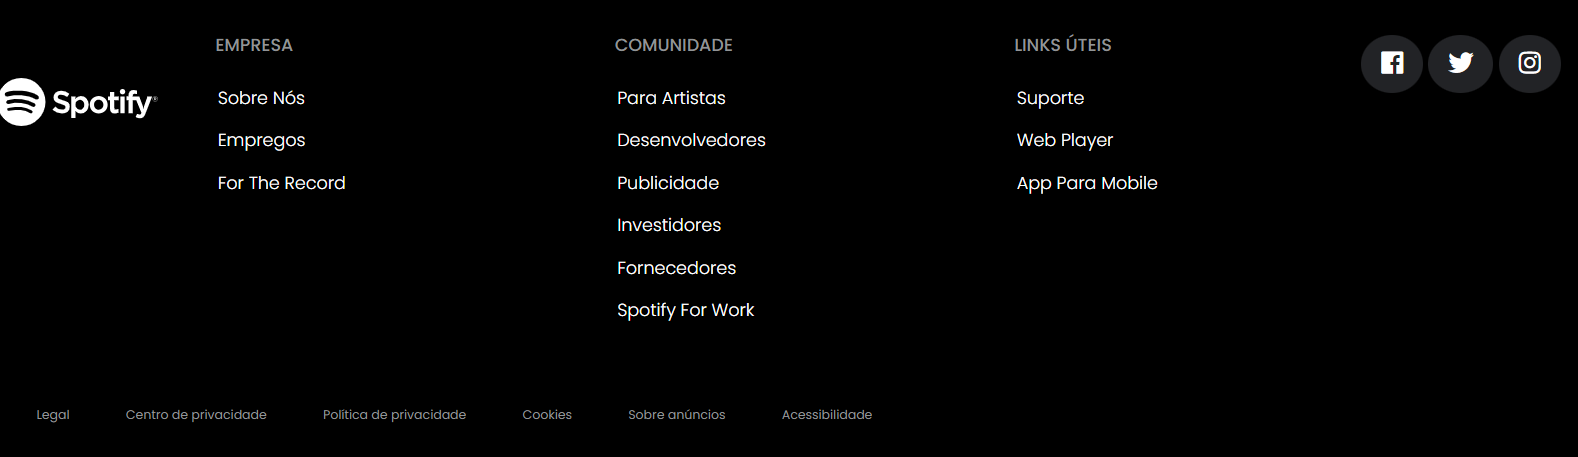 Spotify®
EMPRESA
Sobre Nós
Empregos
For The Record
COMUNIDADE
Para Artistas
Desenvolvedores
Publicidade
Investidores
Fornecedores
Spotify For Work
LINKS ÚTEIS
Suporte
Web Player
App Para Mobile
Legal
Centro de privacidade
Política de privacidade
Cookies
Sobre anúncios
Acessibilidade